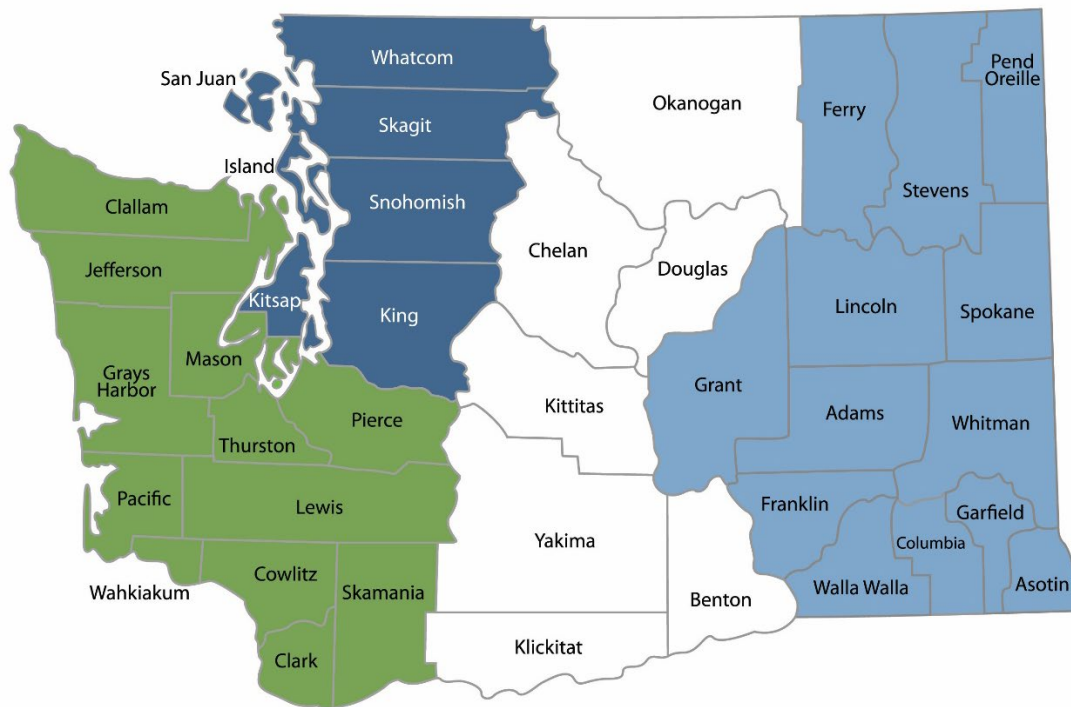 Whatcom
San Juan
Pend
Oreille
Okanogan
Ferry
Skagit
Island
Stevens
Snohomish
Clallam
Chelan
Douglas
Jefferson
Kitsap
King
Lincoln
Spokane
Mason
Grays
Harbor
Grant
Kittitas
Pierce
Adams
Whitman
Thurston
Pacific
Lewis
Franklin
Garfield
Yakima
Columbia
Cowlitz
Wahkiakum
Skamania
Walla Walla
Asotin
Benton
Klickitat
Clark